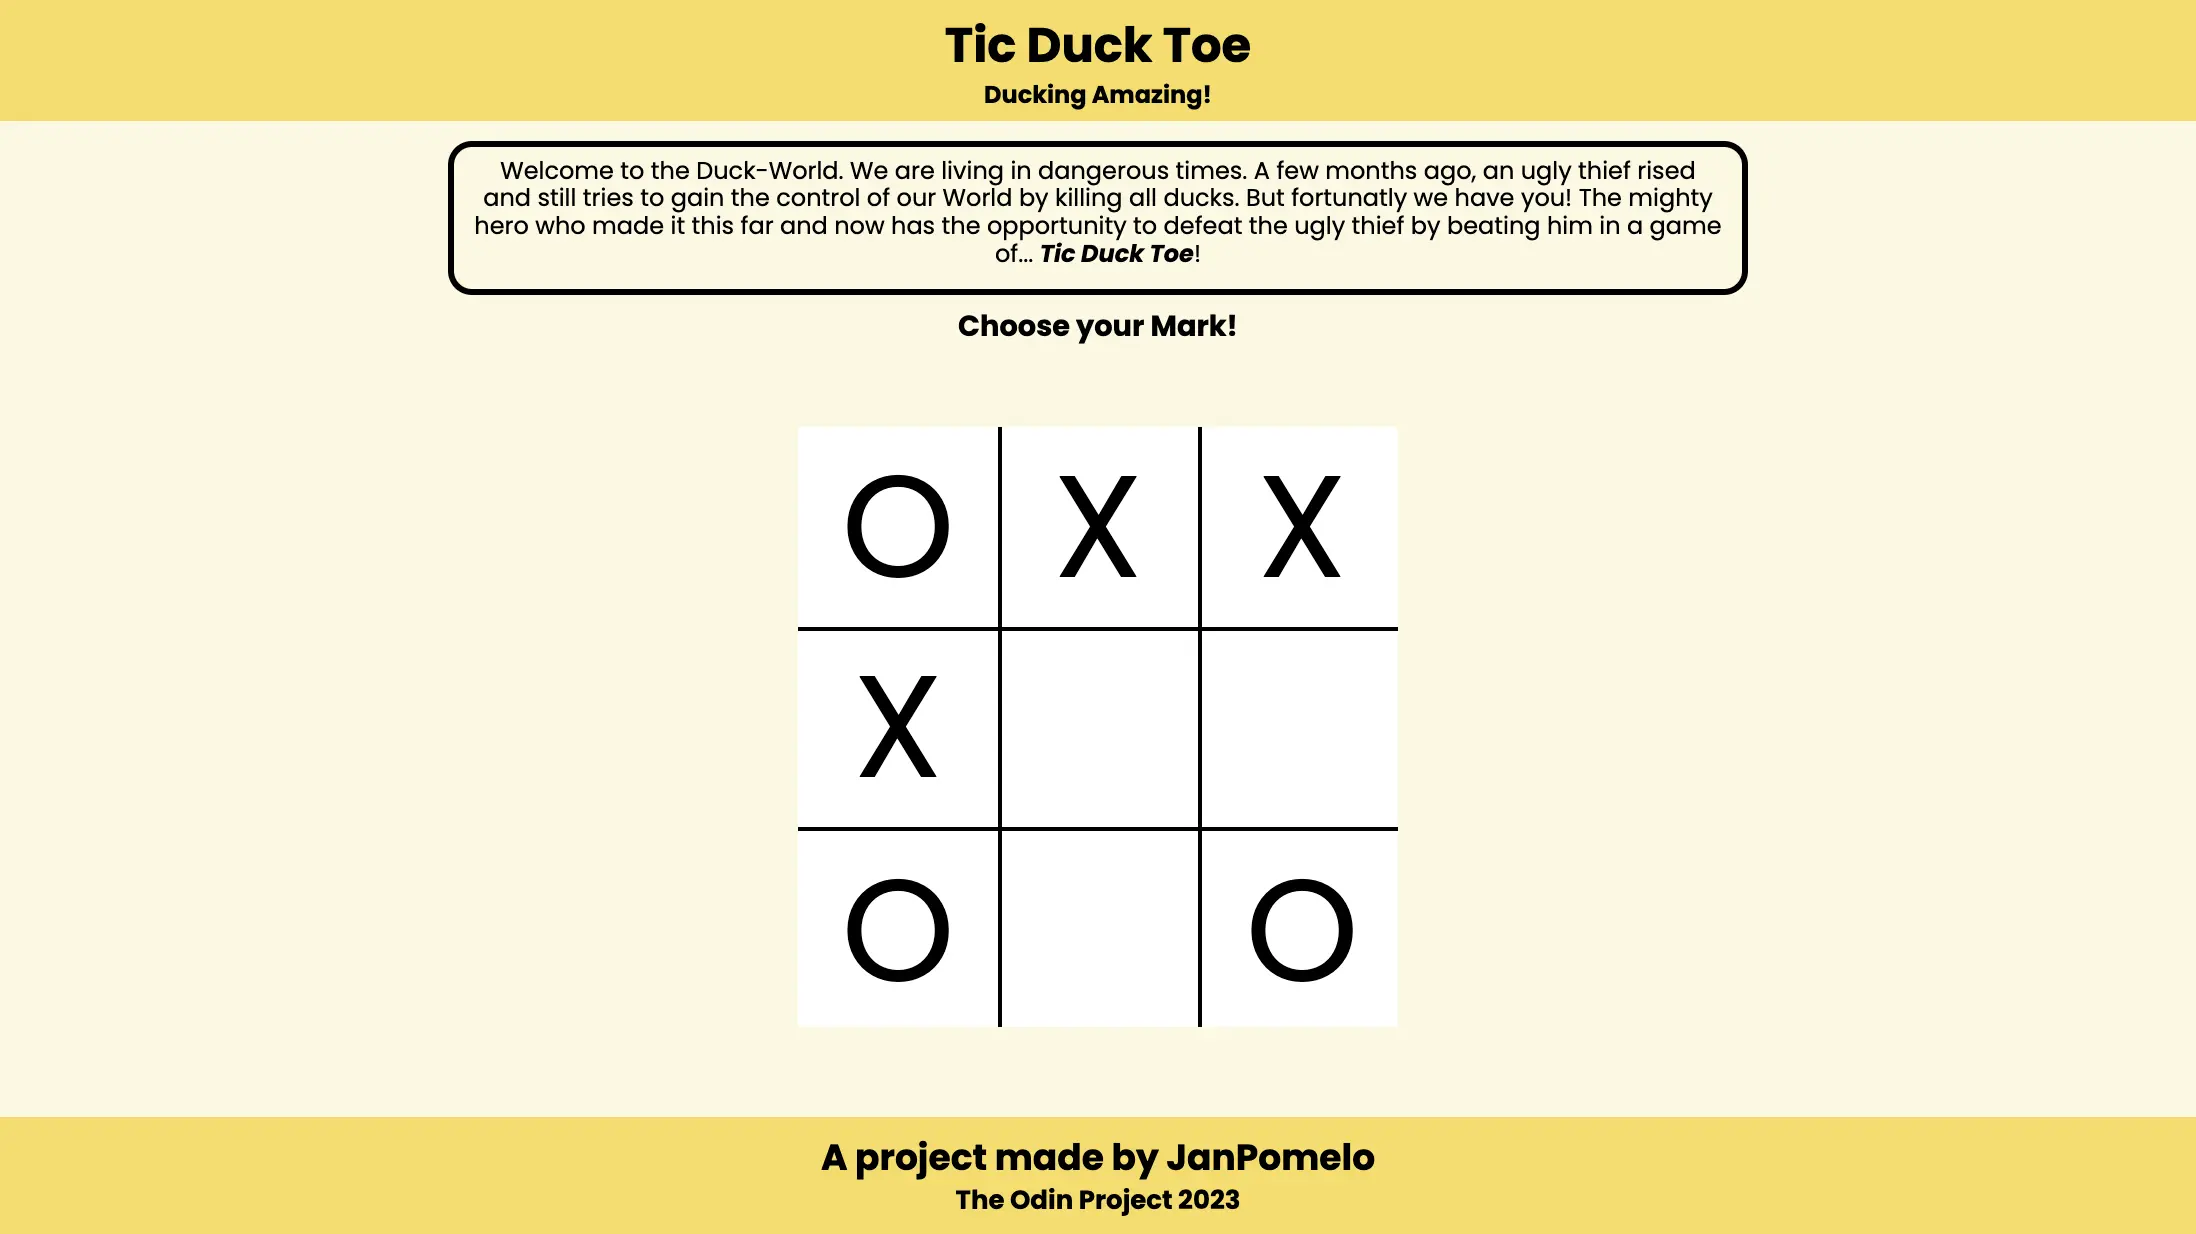 Tic Duck Toe
Ducking Amazing!
Welcome to the Duck-World. We are living in dangerous times. A few months ago, an ugly thief rised
and still tries to gain the control of our World by killing all ducks. But fortunatly we have you! The mighty
hero who made it this far and now has the opportunity to defeat the ugly thief by beating him in a game
of... Tic Duck Toe!
Choose your Mark!
O X X
X
O O
A project made by JanPomelo
The Odin Project 2023